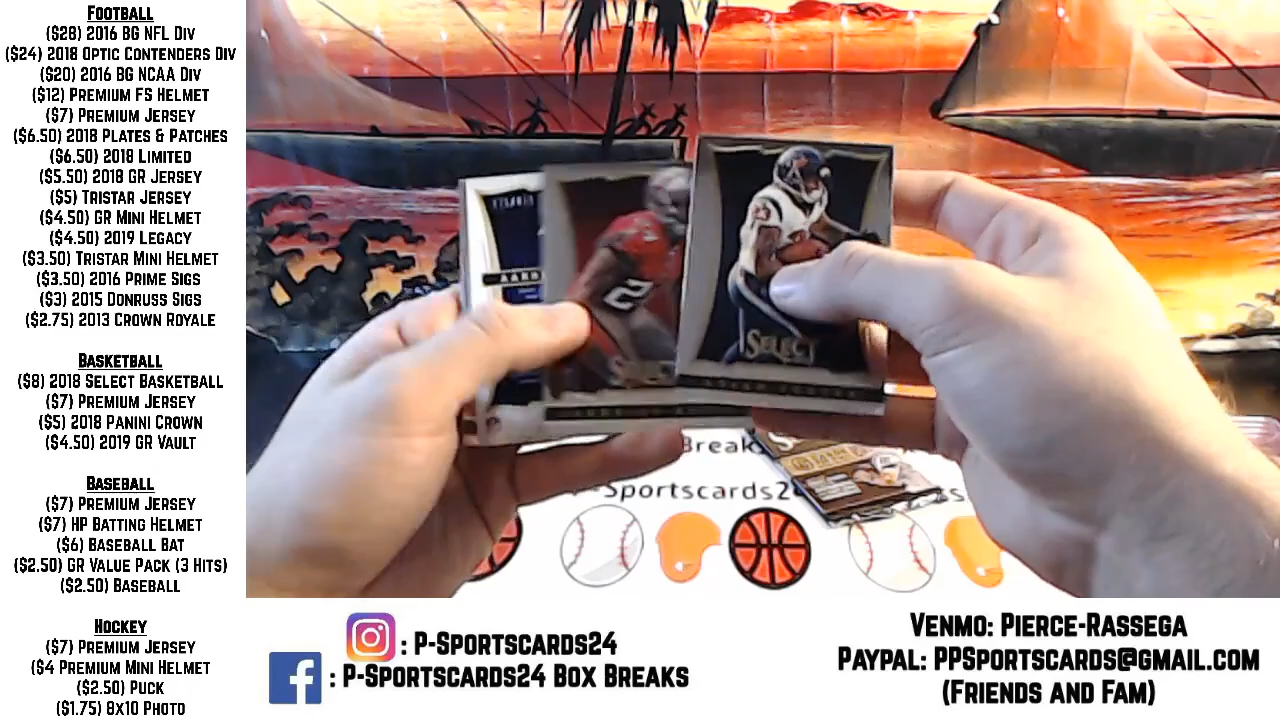 Football
($28) 2016 BG NFL Div
($24) 2018 Optic Contenders Div
($20) 2016 BG NCAA Div
($12) Premium FS Helmet
($7) Premium Jersey
($6.50) 2018 Plates & Patches
($6.50) 2018 Limited
($5.50) 2018 GR Jersey
($5) Tristar Jersey
($4.50) GR Mini Helmet
($4.50) 2019 Legacy
($3.50) Tristar Mini Helmet
($3.50) 2016 Prime Sigs
($3) 2015 Donruss Sigs
($2.75) 2013 Crown Royale
Basketball
($8) 2018 Select Basketball
($7) Premium Jersey
($5) 2018 Panini Crown
($4.50) 2019 GR Vault
Baseball
($7) Premium Jersey
($7) HP Batting Helmet
($6) Baseball Bat
($2.50) GR Value Pack (3 Hits)
($2.50) Baseball
Hockey
($7) Premium Jersey
($4 Premium Mini Helmet
($2.50) Puck
($1.75) 8x10 Photo
Select
Break
P-Sportscards2
: P-Sportscards24
: P-Sportscards24 Box Breaks
Venmo: Pierce-Rassega
Paypal: PPSportscards@gmail.com
(Friends and Fam)